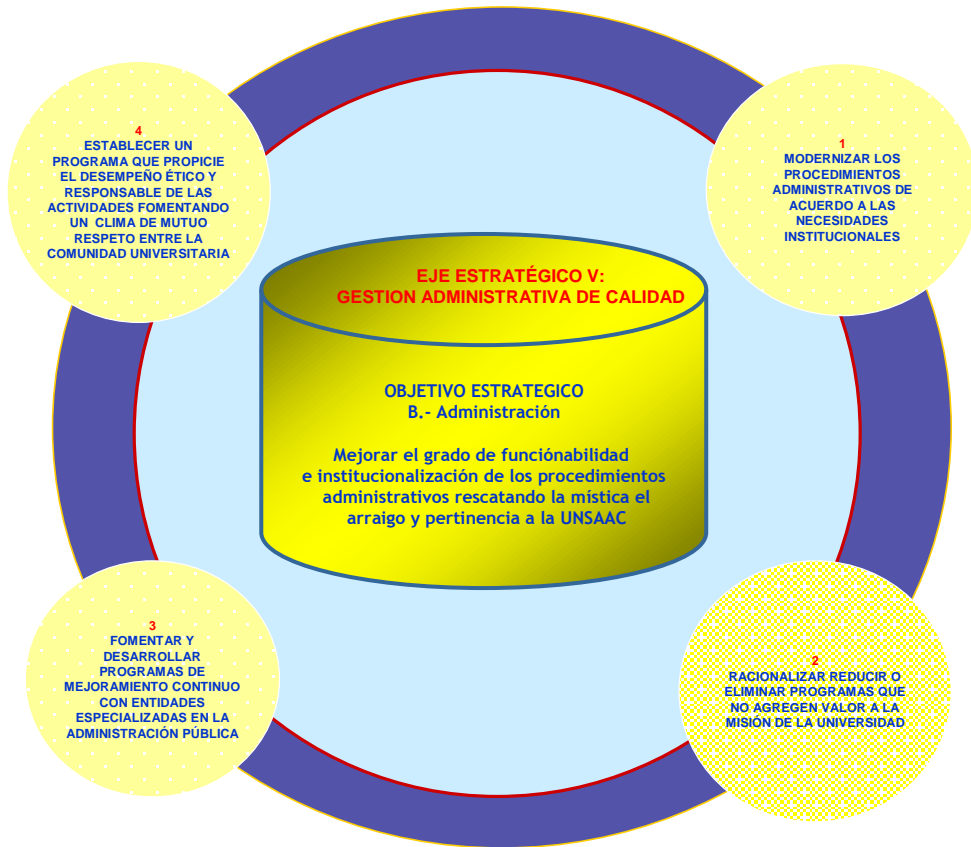 4
ESTABLECER UN
PROGRAMA QUE PROPICIE
EL DESEMPEÑO ÉTICO Y
RESPONSABLE DE LAS
ACTIVIDADES FOMENTANDO
UN CLIMA DE MUTUO
RESPETO ENTRE LA
COMUNIDAD UNIVERSITARIA
1
MODERNIZAR LOS
PROCEDIMIENTOS
ADMINISTRATIVOS DE
ACUERDO A LAS
NECESIDADES
INSTITUCIONALES
EJE ESTRATÉGICO V:
GESTION ADMINISTRATIVA DE CALIDAD
OBJETIVO ESTRATEGICO
B.- Administración
Mejorar el grado de funciónabilidad
e institucionalización de los procedimientos
administrativos rescatando la mística el
arraigo y pertinencia a la UNSAAC
3
FOMENTAR Y
DESARROLLAR
PROGRAMAS DE
MEJORAMIENTO CONTINUO
CON ENTIDADES
ESPECIALIZADAS EN LA
ADMINISTRACIÓN PÚBLICA
2
RACIONALIZAR REDUCIR O
ELIMINAR PROGRAMAS QUE
NO AGREGEN VALOR A LA
MISIÓN DE LA UNIVERSIDAD